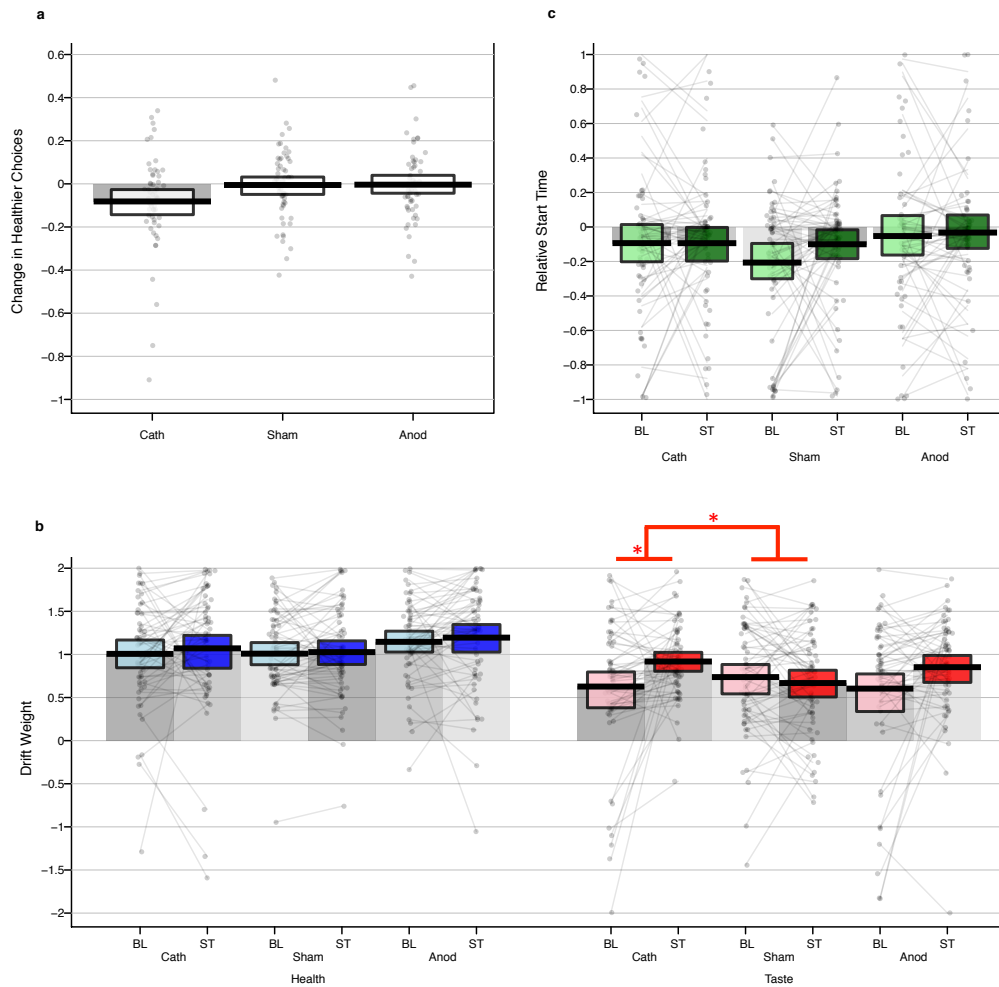 a
0.6
0.4
0.2
0
−0.2
−0.4
−0.6
−0.8
−1
Change in Healthier Choices
Cath Sham Anod
c
1
0.8
0.6
0.4
0.2
0
−0.2
−0.4
−0.6
−0.8
−1
Relative Start Time
BL ST BL ST BL ST
Cath Sham Anod
b
* *
2
1.5
1
0.5
0
−0.5
−1
−1.5
−2
Drift Weight
BL ST BL ST BL ST BL ST BL ST BL ST
Cath Sham Anod Cath Sham Anod
Health Taste